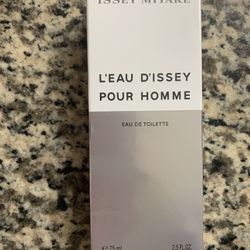 ISSEY MIYAKE
L'EAU D'ISSEY
POUR HOMME
EAU DE TOILETTE
e 75 ml 2.5 FL.OZ.